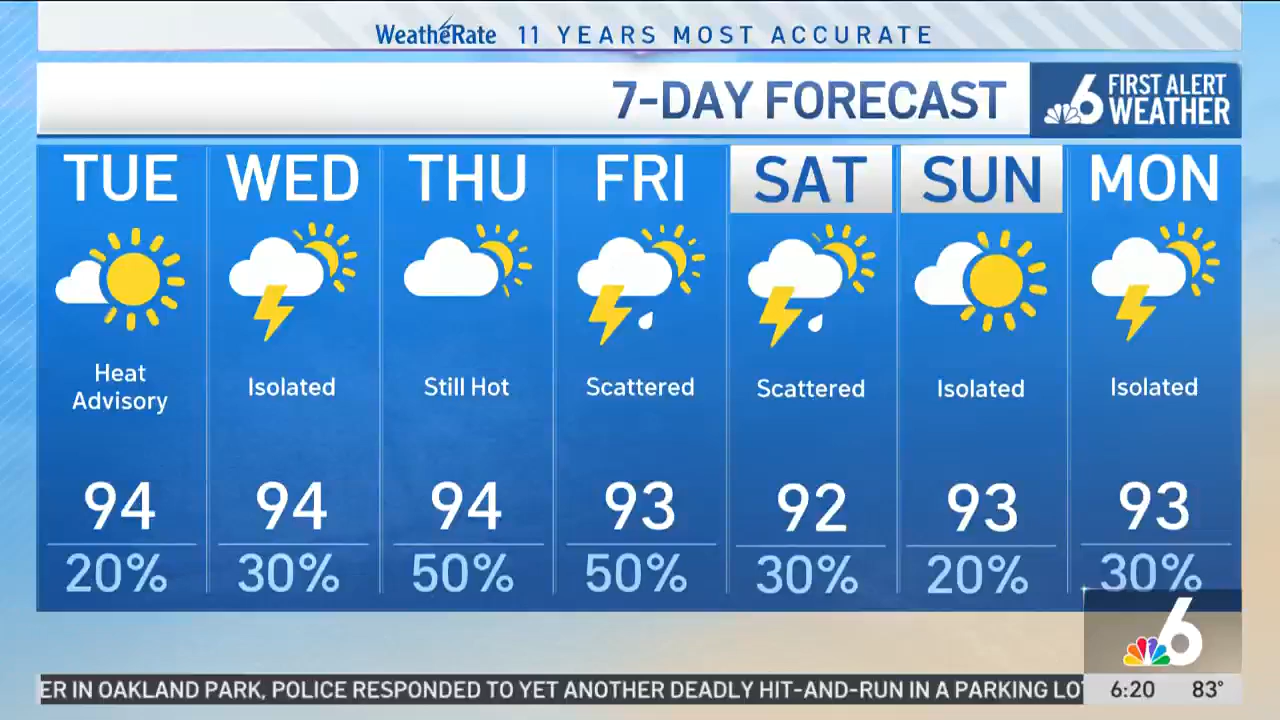 WeatheRate 11 YEARS MOST ACCURATE
7-DAY FORECAST
6 FIRST ALERT
WEATHER
TUE WED THU FRI SAT SUN MON
Heat
Advisory
Isolated
Still Hot
Scattered
Scattered
Isolated
Isolated
94 94 94 93 92 93 93
20% 30% 50% 50% 30% 20% 30%
6
ER IN OAKLAND PARK, POLICE RESPONDED TO YET ANOTHER DEADLY HIT-AND-RUN IN A PARKING LO
6:20 83°